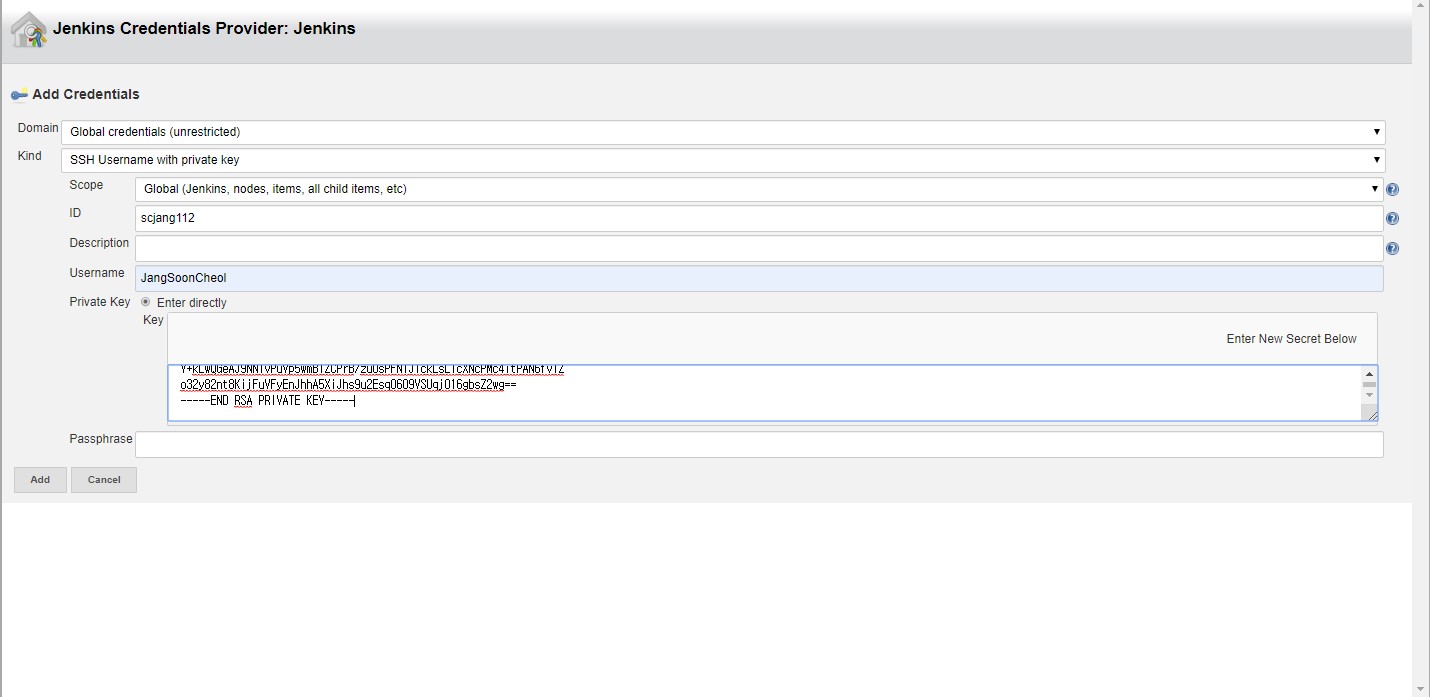 Jenkins Credentials Provider: Jenkins
Add Credentials
Domain Global credentials (unrestricted)
Kind SSH Username with private key
Scope Global (Jenkins, nodes, items, all child items, etc)
ID scjang112
Description
Username JangSoonCheol
Private Key Enter directly
Key
Enter New Secret Below
-----END RSA PRIVATE KEY-----
Passphrase
Add Cancel